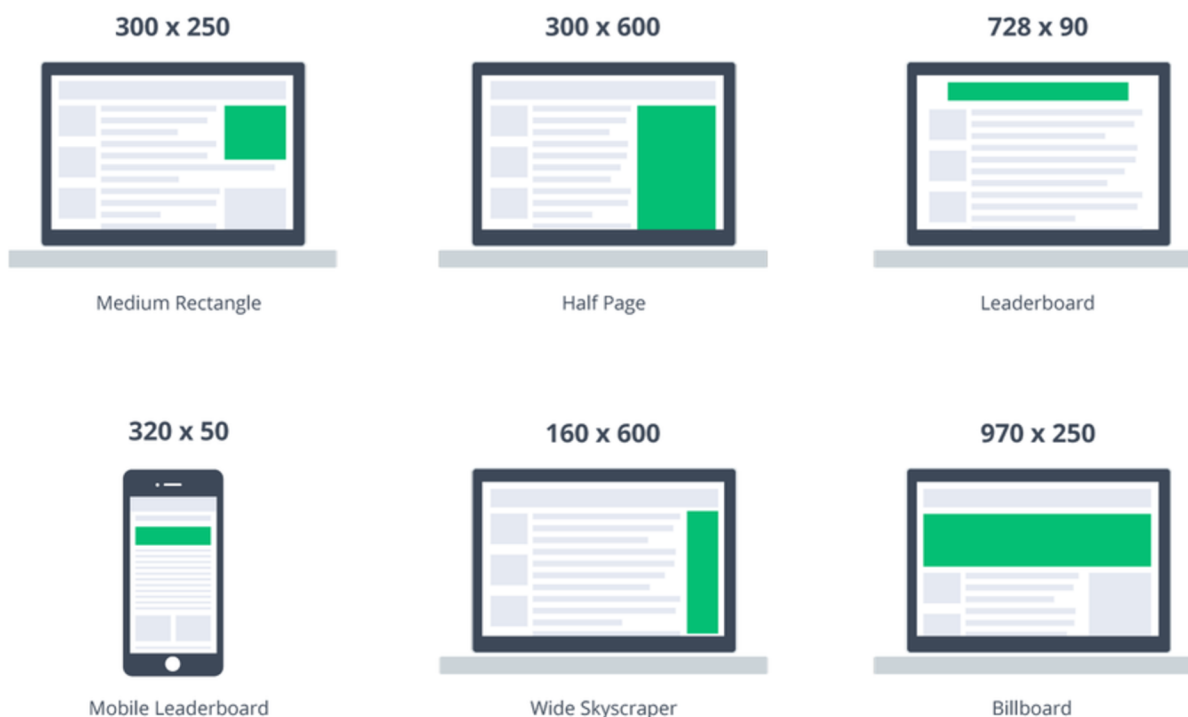 300 x 250
300 x 600
728 x 90
Medium Rectangle
Half Page
Leaderboard
320 x 50
160 x 600
970 x 250
Mobile Leaderboard
Wide Skyscraper
Billboard